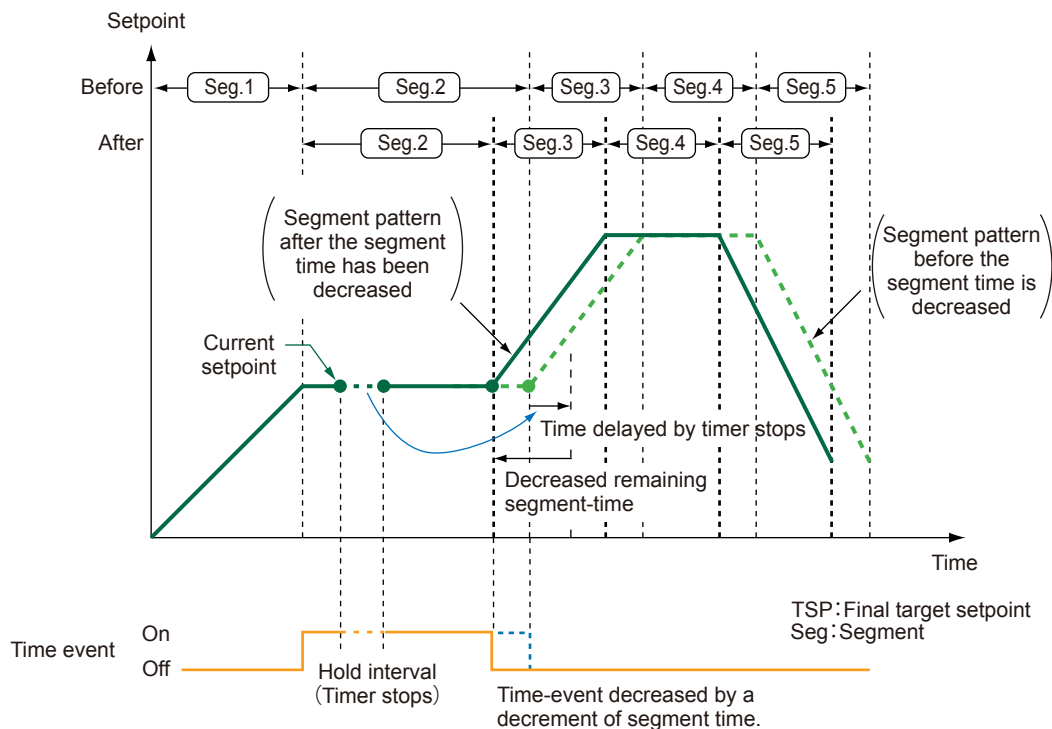 Setpoint
Before
Seg.1
Seg.2
Seg.3
Seg.4
Seg.5
After
Seg.2
Seg.3
Seg.4
Seg.5
Segment pattern
after the segment
time has been
decreased
Segment pattern
before the
segment time is
decreased
Current
setpoint
Time delayed by timer stops
Decreased remaining
segment-time
Time
TSP:Final target setpoint
Seg:Segment
Time event
On
Off
Hold interval
(Timer stops)
Time-event decreased by a
decrement of segment time.